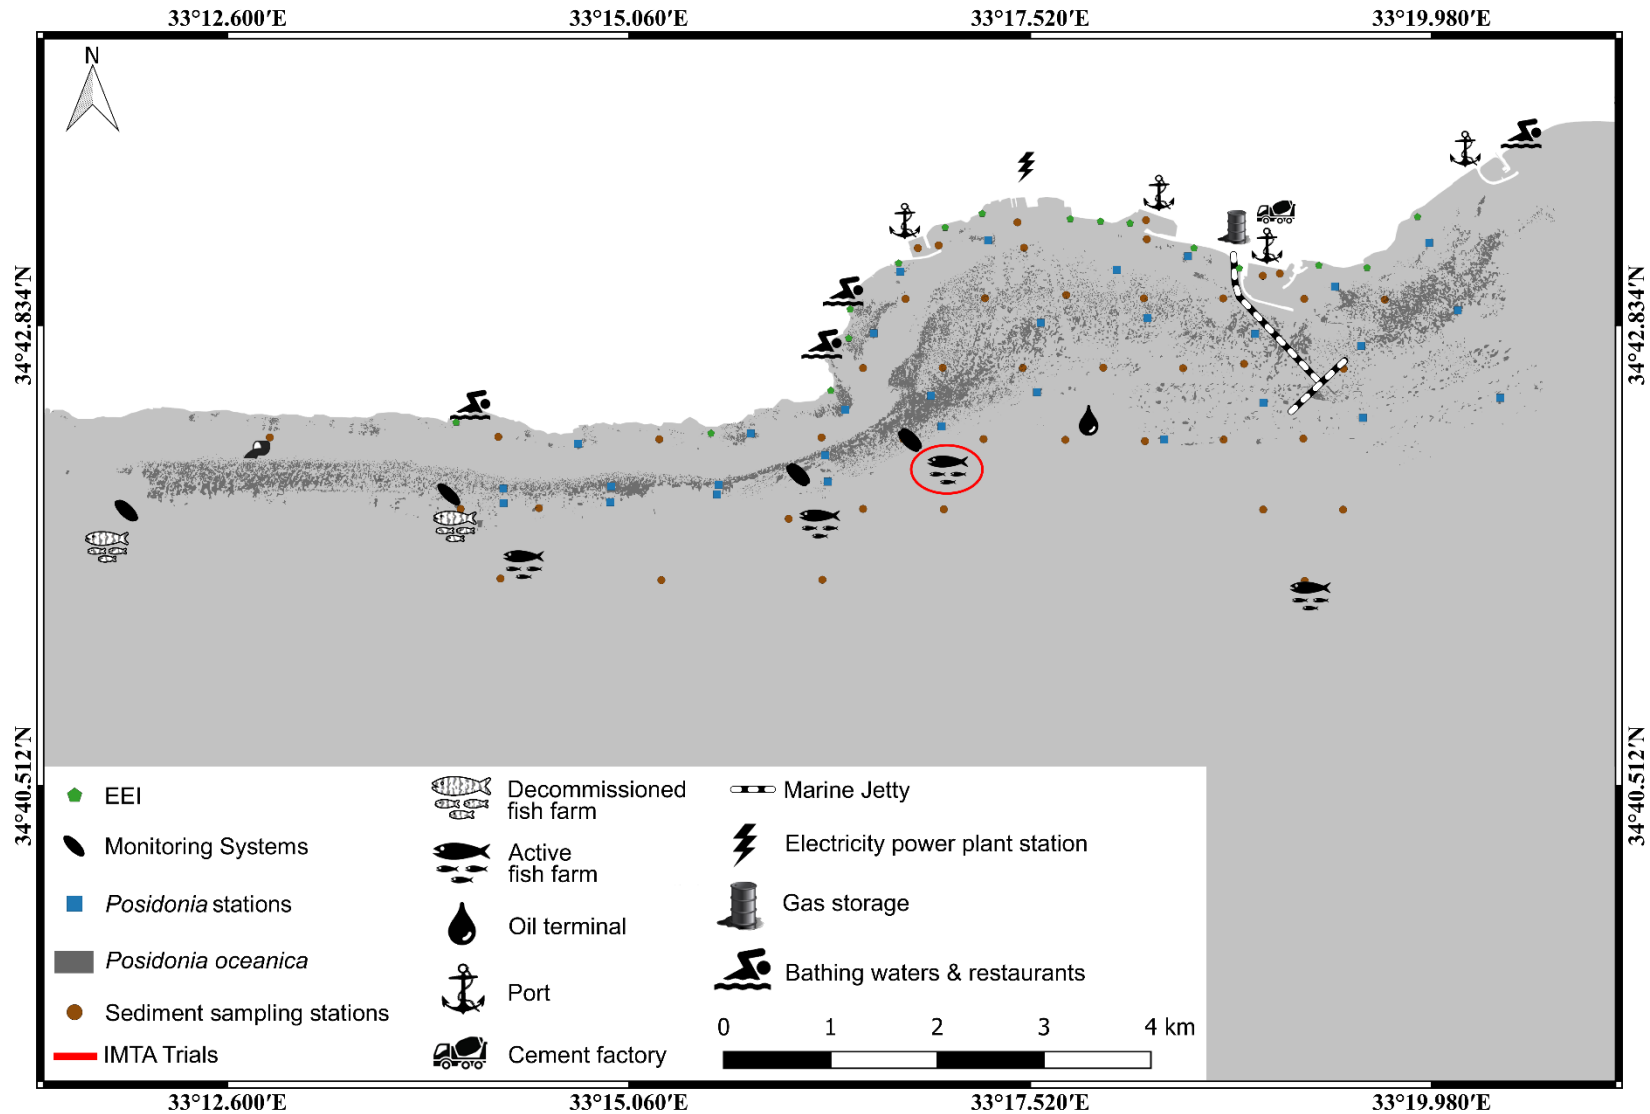 33°12.600′E 33°15.060′E 33°17.520′E 33°19.980′E
N
34°42.834′N 34°42.834′N
34°40.512′N 34°40.512′N
EEI
Monitoring Systems
Posidonia stations
Posidonia oceanica
Sediment sampling stations
IMTA Trials
Decommissioned
fish farm
Active
fish farm
Oil terminal
Port
Cement factory
Marine Jetty
Electricity power plant station
Gas storage
Bathing waters & restaurants
0 1 2 3 4 km
33°12.600′E 33°15.060′E 33°17.520′E 33°19.980′E